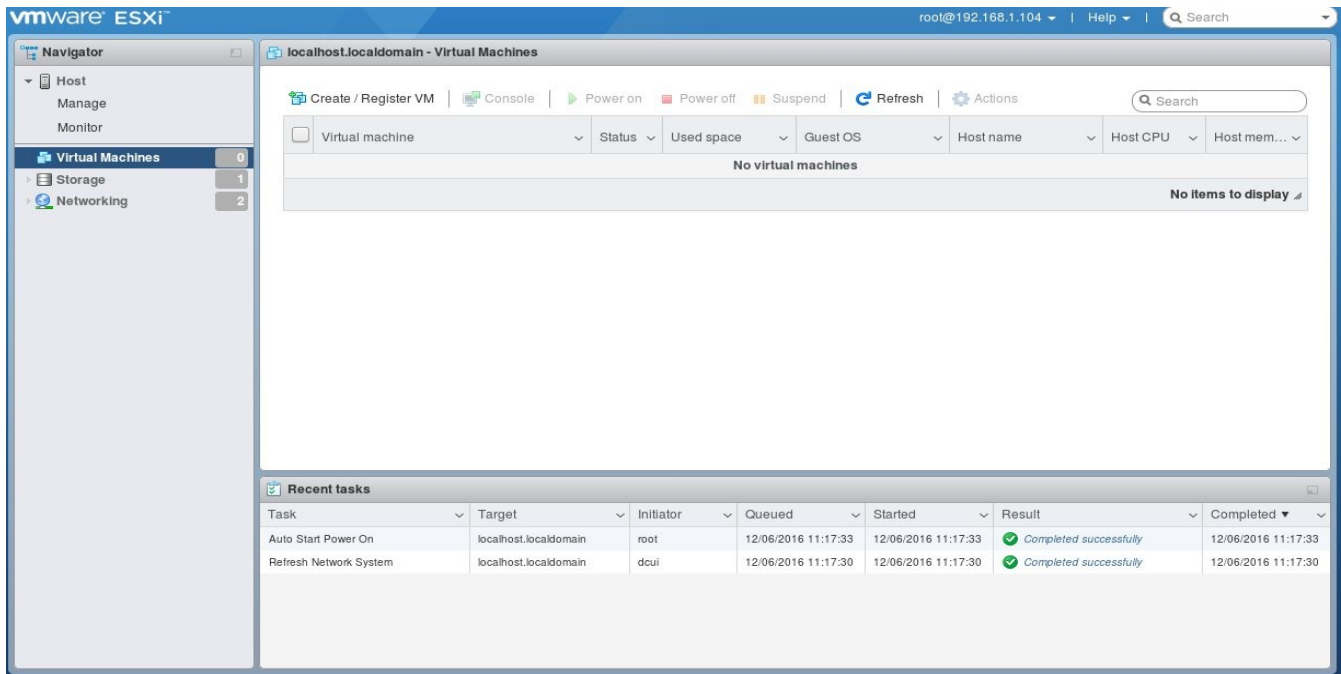 vmware ESXi™ root@192.168.1.104 | Help | Search
Navigator
Host
Manage
Monitor
Virtual Machines 0
Storage 1
Networking 2
localhost.localdomain - Virtual Machines
Create / Register VM | Console | Power on Power off Suspend | Refresh | Actions Search
Virtual machine Status Used space Guest OS Host name Host CPU Host mem...
No virtual machines
No items to display
Recent tasks
Task Target Initiator Queued Started Result Completed ▼
Auto Start Power On localhost.localdomain root 12/06/2016 11:17:33 12/06/2016 11:17:33 Completed successfully 12/06/2016 11:17:33
Refresh Network System localhost.localdomain dcui 12/06/2016 11:17:30 12/06/2016 11:17:30 Completed successfully 12/06/2016 11:17:30